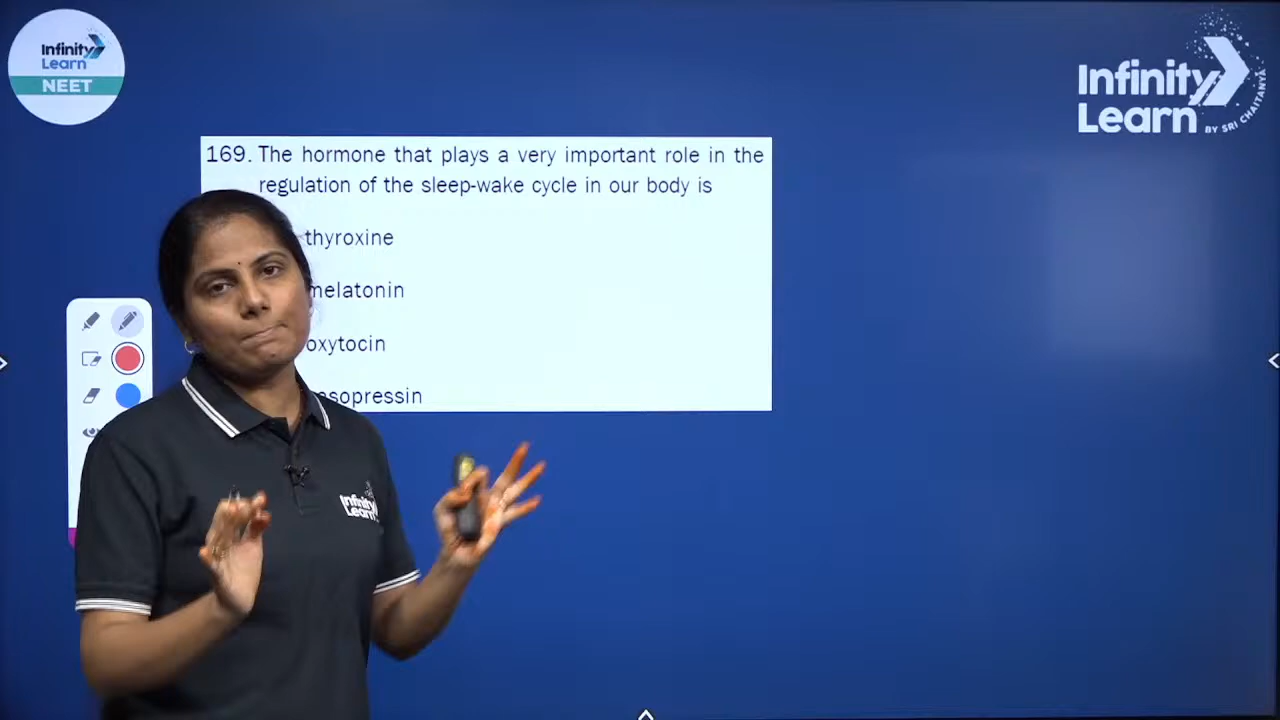 Infinity
Learn
NEET
Infinity
Learn
BY SRI CHAITANYA
169. The hormone that plays a very important role in the
regulation of the sleep-wake cycle in our body is
thyroxine
melatonin
oxytocin
sopressin
Infinity
Learn